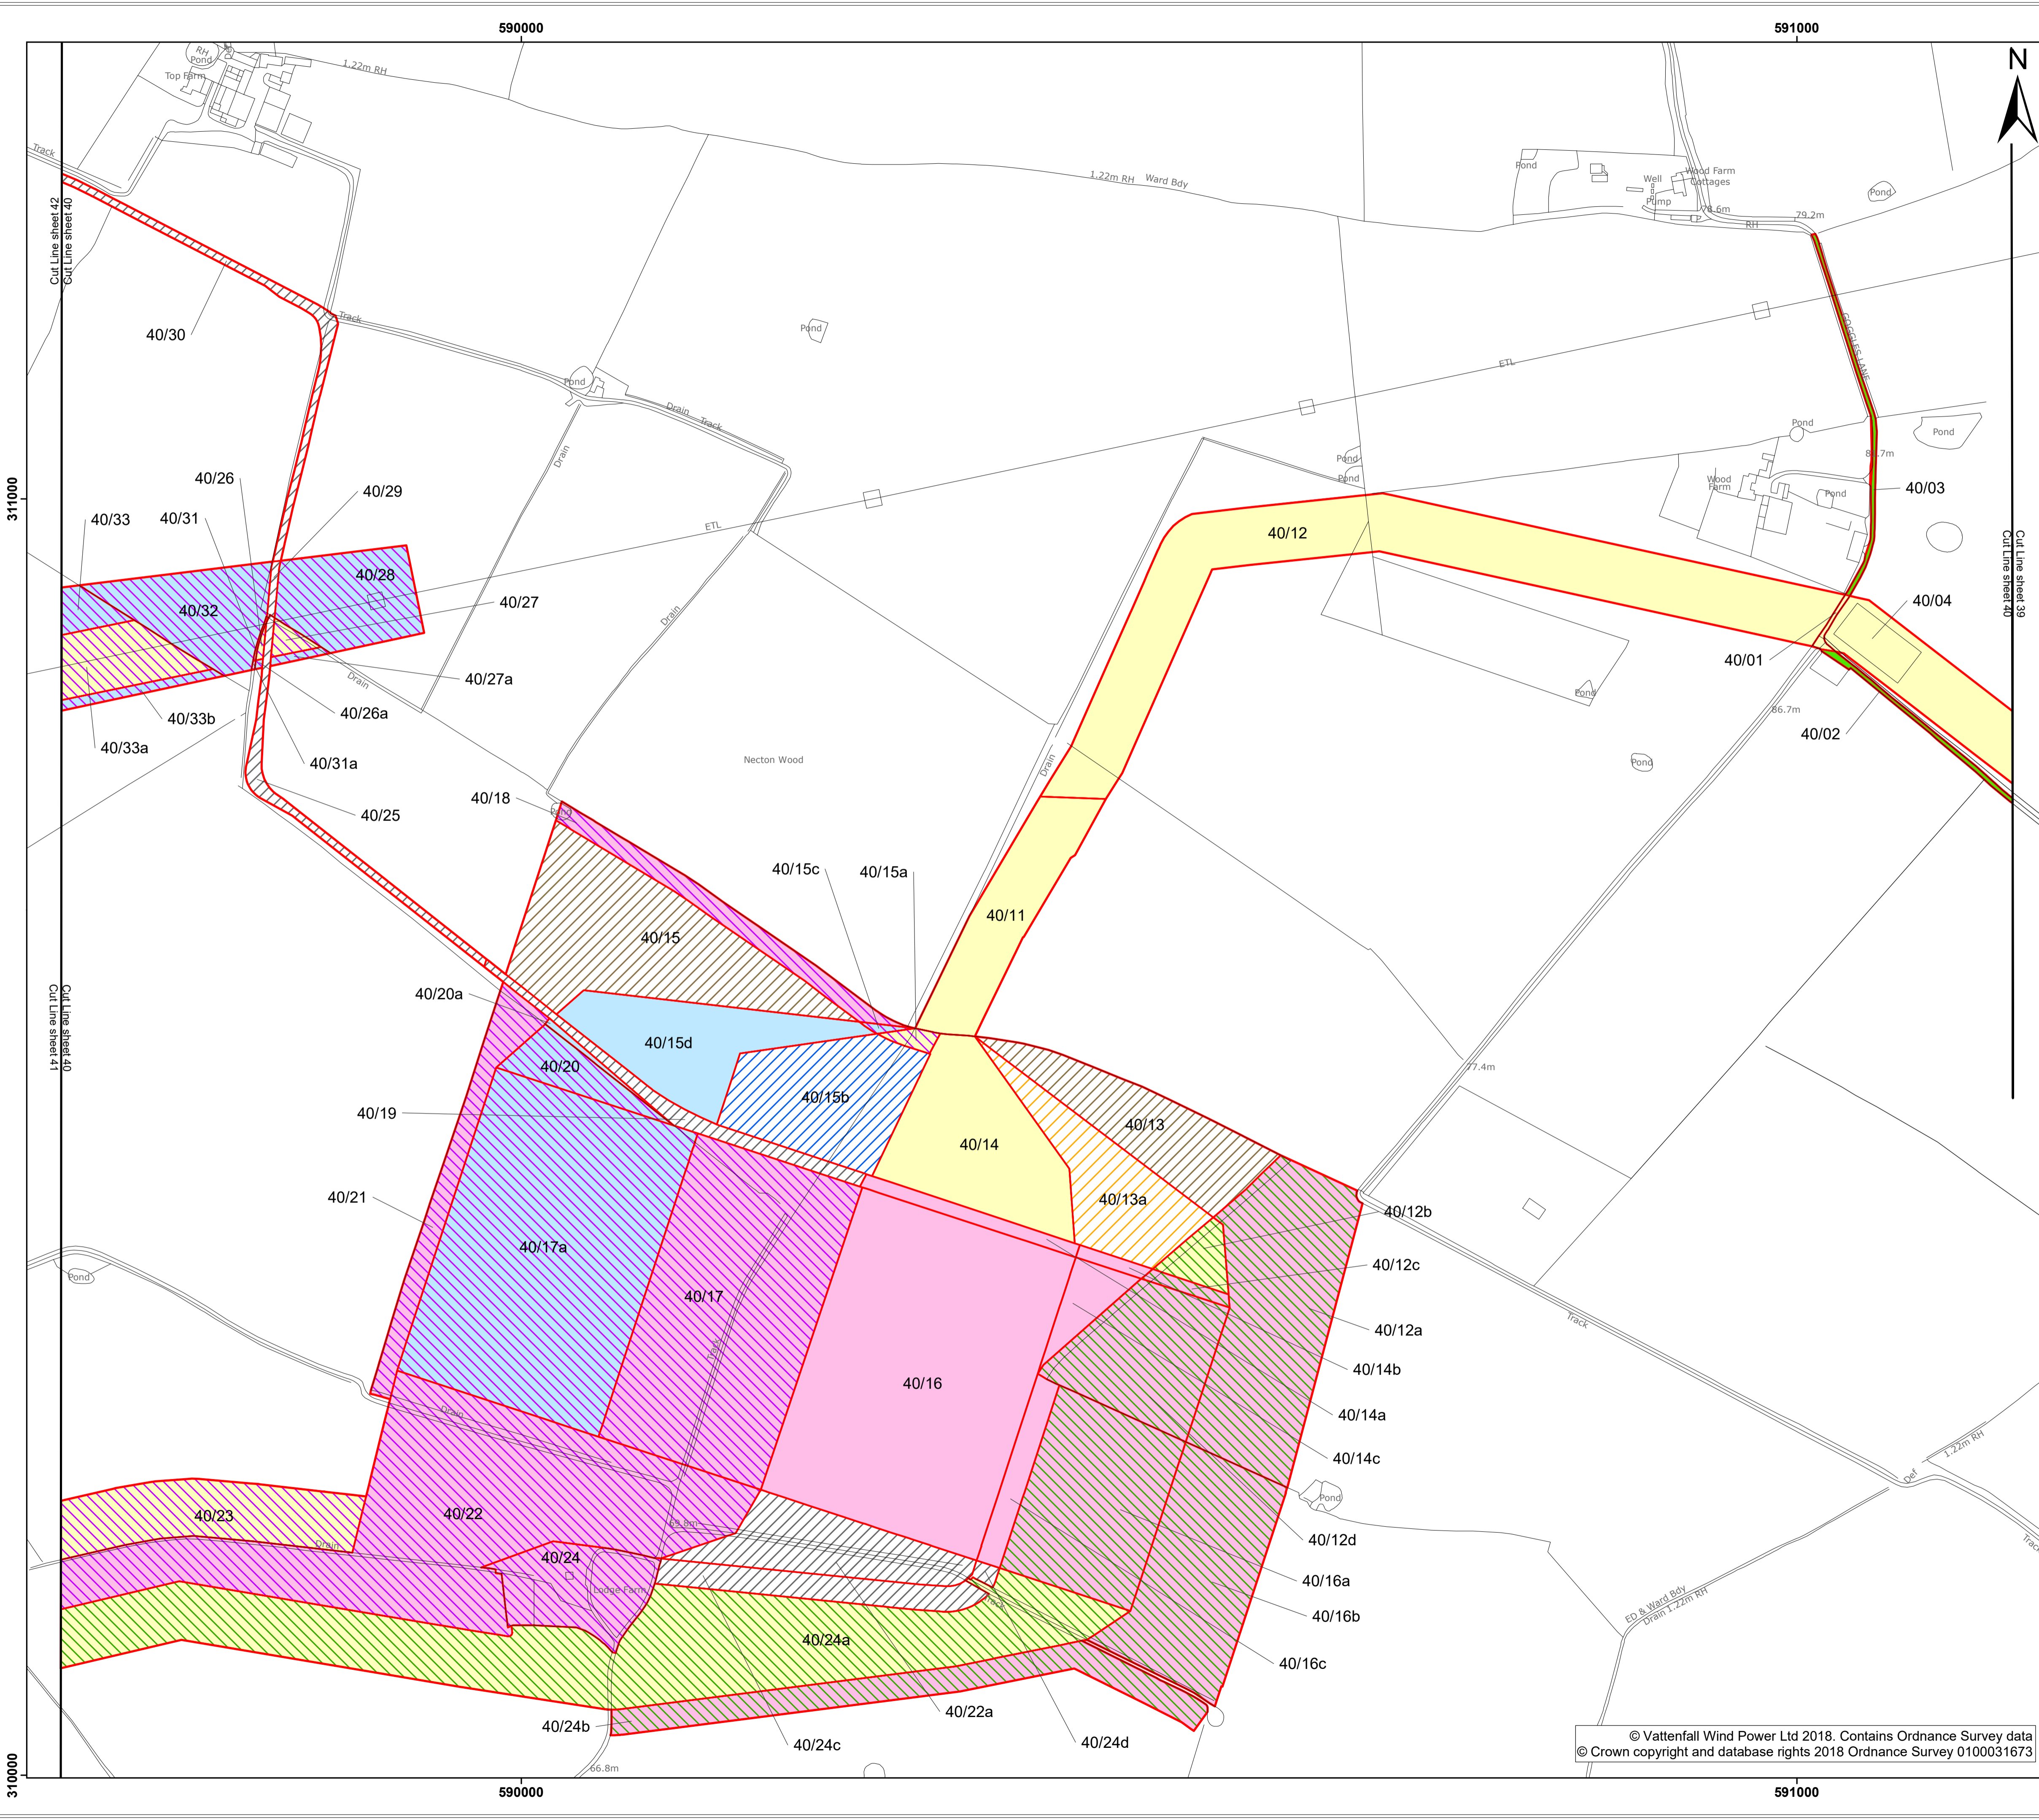 590000
591000
N
RH
Pond
Top Farm
1.22m RH
Track
1.22m RH
Ward Bdy
Pond
Well
Wood Farm
Cottages
Pump
78.6m
79.2m
RH
Pond
Cut Line sheet 42
Cut Line sheet 40
40/30
Track
Pond
GOGGLES LANE
ETL
Pond
Drain
Track
Drain
Pond
Pond
Pond
Pond
Wood
Farm
Pond
40/03
311000
40/26
40/29
40/33
40/31
ETL
40/12
Cut Line sheet 39
Cut Line sheet 40
40/28
40/32
40/27
40/04
Drain
40/01
Drain
40/27a
40/26a
40/33b
40/33a
40/31a
Pond
86.7m
40/02
Necton Wood
Drain
Pond
40/18
Pond
40/25
40/15c
40/15a
40/11
40/15
40/20a
Cut Line sheet 40
Cut Line sheet 41
40/15d
40/20
77.4m
40/15b
40/19
40/14
40/13
40/13a
40/21
40/12b
40/17a
40/12c
Pond
40/17
40/12a
Track
Track
40/14b
40/16
Drain
40/14a
1.22m RH
40/14c
Def
Pond
40/23
40/22
69.8m
40/12d
Drain
Track
40/24
Lodge Farm
40/16a
Track
ED & Ward Bdy
Drain 1.22m RH
40/16b
40/24a
40/16c
40/22a
40/24b
40/24c
40/24d
66.8m
© Vattenfall Wind Power Ltd 2018. Contains Ordnance Survey data
© Crown copyright and database rights 2018 Ordnance Survey 0100031673
310000
590000
591000